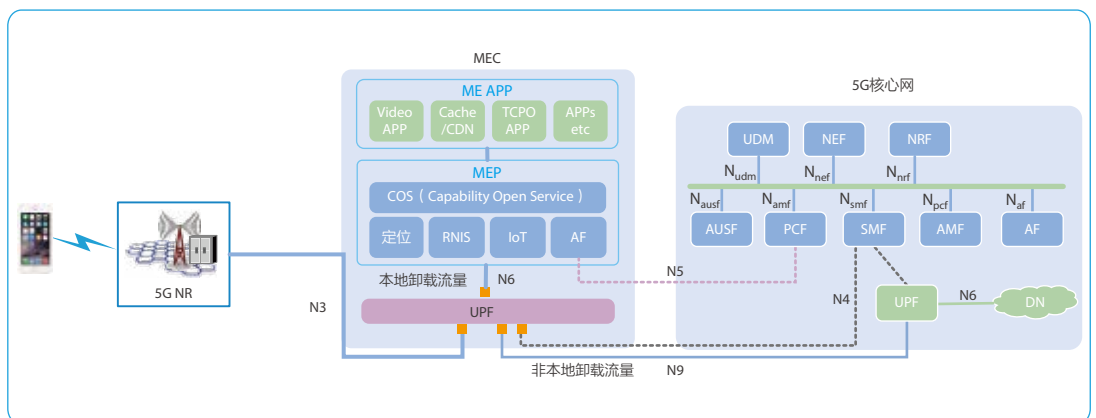 MEC
ME APP
Video
APP
Cache
/CDN
TCPO
APP
APPs
etc
MEP
COS（Capability Open Service）
定位
RNIS
IoT
AF
本地卸载流量
N6
UPF
5G NR
N3
5G核心网
UDM
NEF
NRF
Nudm
Nnef
Nnrf
Nausf
Namf
Nsmf
Npcf
Naf
AUSF
PCF
SMF
AMF
AF
N5
N4
UPF
N6
DN
非本地卸载流量
N9